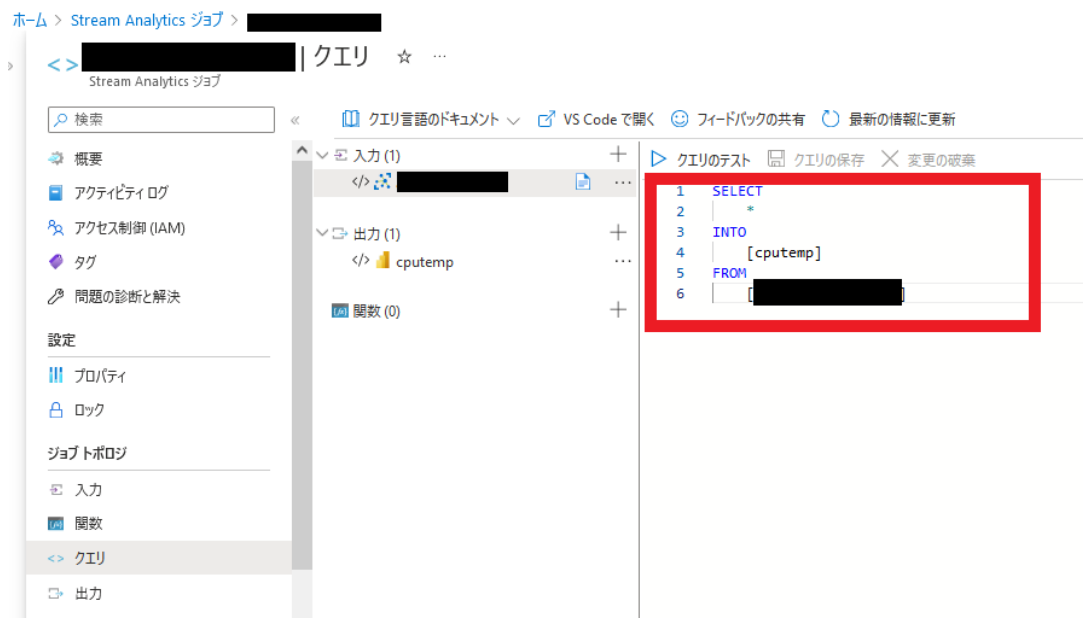 ホーム > Stream Analytics ジョブ >
<> | クエリ ☆ …
Stream Analytics ジョブ
検索 «
クエリ言語のドキュメント VS Code で開く フィードバックの共有 最新の情報に更新
概要
アクティビティ ログ
アクセス制御 (IAM)
タグ
問題の診断と解決
設定
プロパティ
ロック
ジョブ トポロジ
入力
関数
<> クエリ
出力
入力 (1) +
</> …
出力 (1) +
</> cputemp …
関数 (0) +
クエリのテスト クエリの保存 変更の破棄
1 SELECT
2 *
3 INTO
4 [cputemp]
5 FROM
6 [ ]